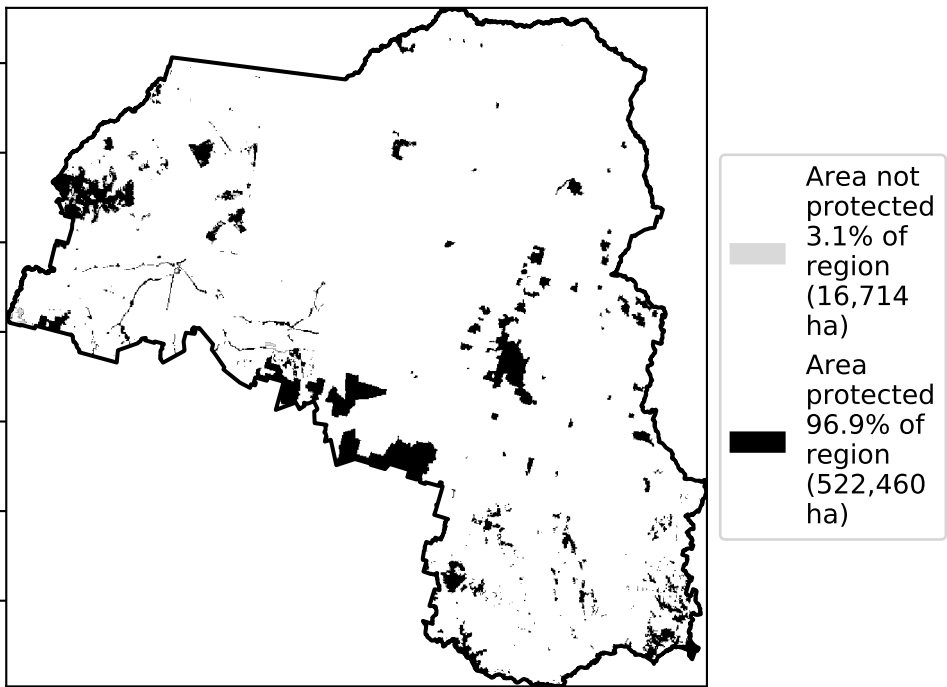 Area not
protected
3.1% of
region
(16,714
ha)
Area
protected
96.9% of
region
(522,460
ha)